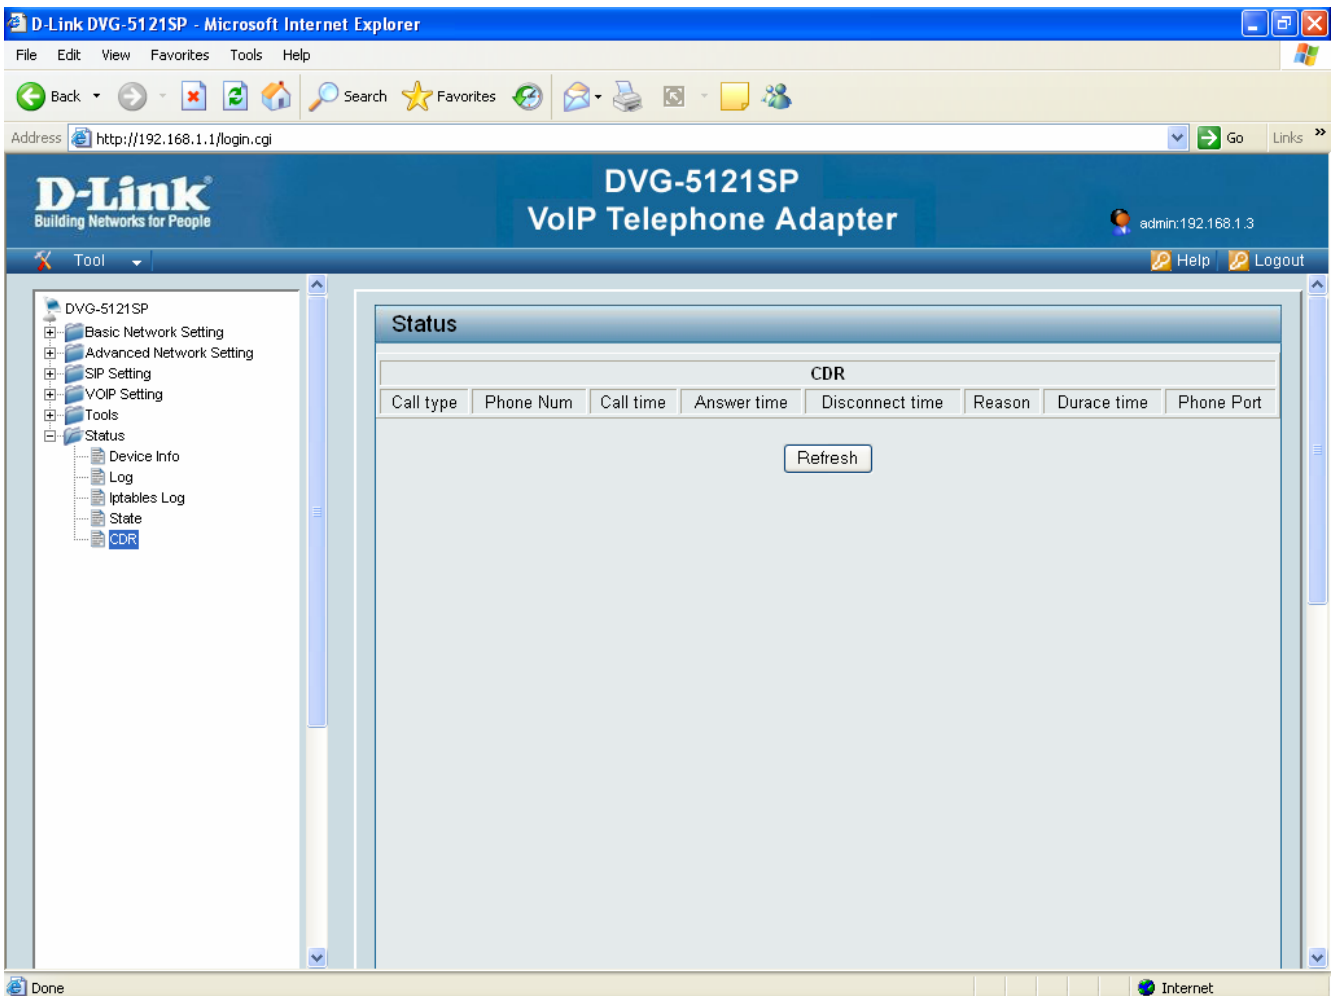 D-Link DVG-5121SP - Microsoft Internet Explorer
File Edit View Favorites Tools Help
Back Search Favorites
Address http://192.168.1.1/login.cgi Go Links »
D-Link®
Building Networks for People
DVG-5121SP
VoIP Telephone Adapter
admin:192.168.1.3
Tool Help Logout
DVG-5121SP
Basic Network Setting
Advanced Network Setting
SIP Setting
VOIP Setting
Tools
Status
Device Info
Log
Iptables Log
State
CDR
Status
CDR
Call type Phone Num Call time Answer time Disconnect time Reason Durace time Phone Port
Refresh
Done Internet